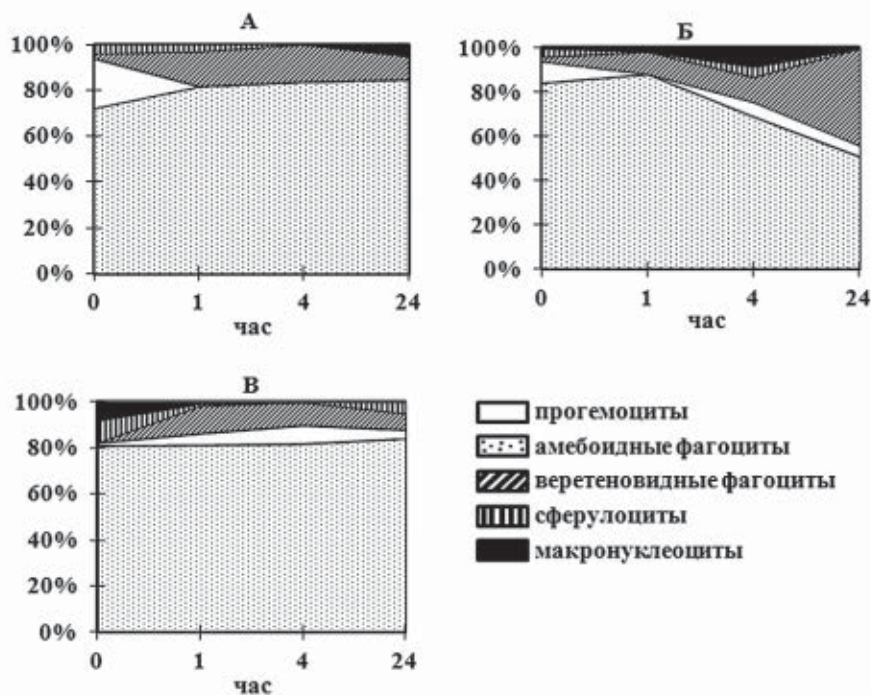 А
100%
80%
60%
40%
20%
0%
0 1 4 24
час
Б
100%
80%
60%
40%
20%
0%
0 1 4 24
час
В
100%
80%
60%
40%
20%
0%
0 1 4 24
час
прогемоциты
амебоидные фагоциты
веретеновидные фагоциты
сферулоциты
макронуклеоциты